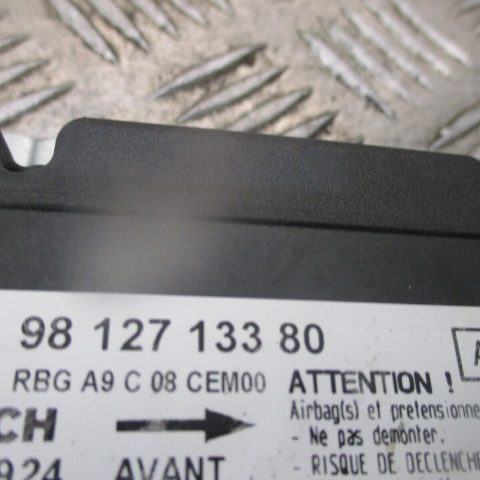 98 127 133 80
RBG A9 C 08 CEM00 ATTENTION !
Airbag(s) et pretensionne
CH
- Ne pas demonter.
924 AVANT
- RISQUE DE DECLENCHE